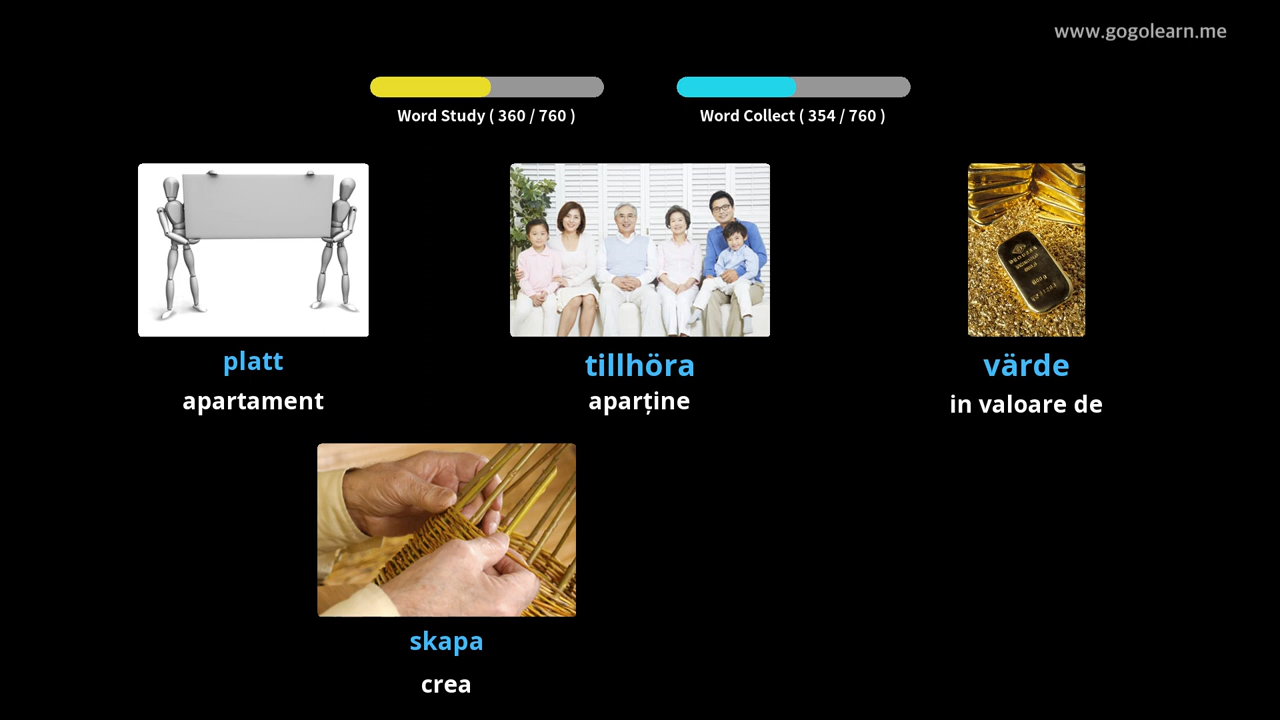 www.gogolearn.me
Word Study ( 360 / 760 )
Word Collect ( 354 / 760 )
platt
apartament
tillhöra
aparține
värde
in valoare de
skapa
crea